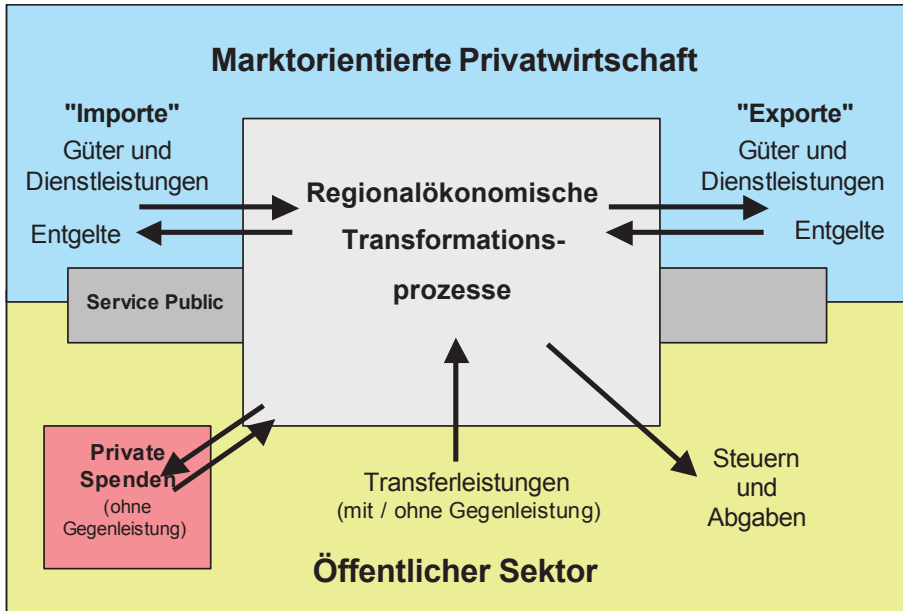 Marktorientierte Privatwirtschaft
"Importe"
Güter und
Dienstleistungen
Entgelte
"Exporte"
Güter und
Dienstleistungen
Entgelte
Regionalökonomische
Transformations-
prozesse
Service Public
Private
Spenden
(ohne
Gegenleistung)
Transferleistungen
(mit / ohne Gegenleistung)
Steuern
und
Abgaben
Öffentlicher Sektor